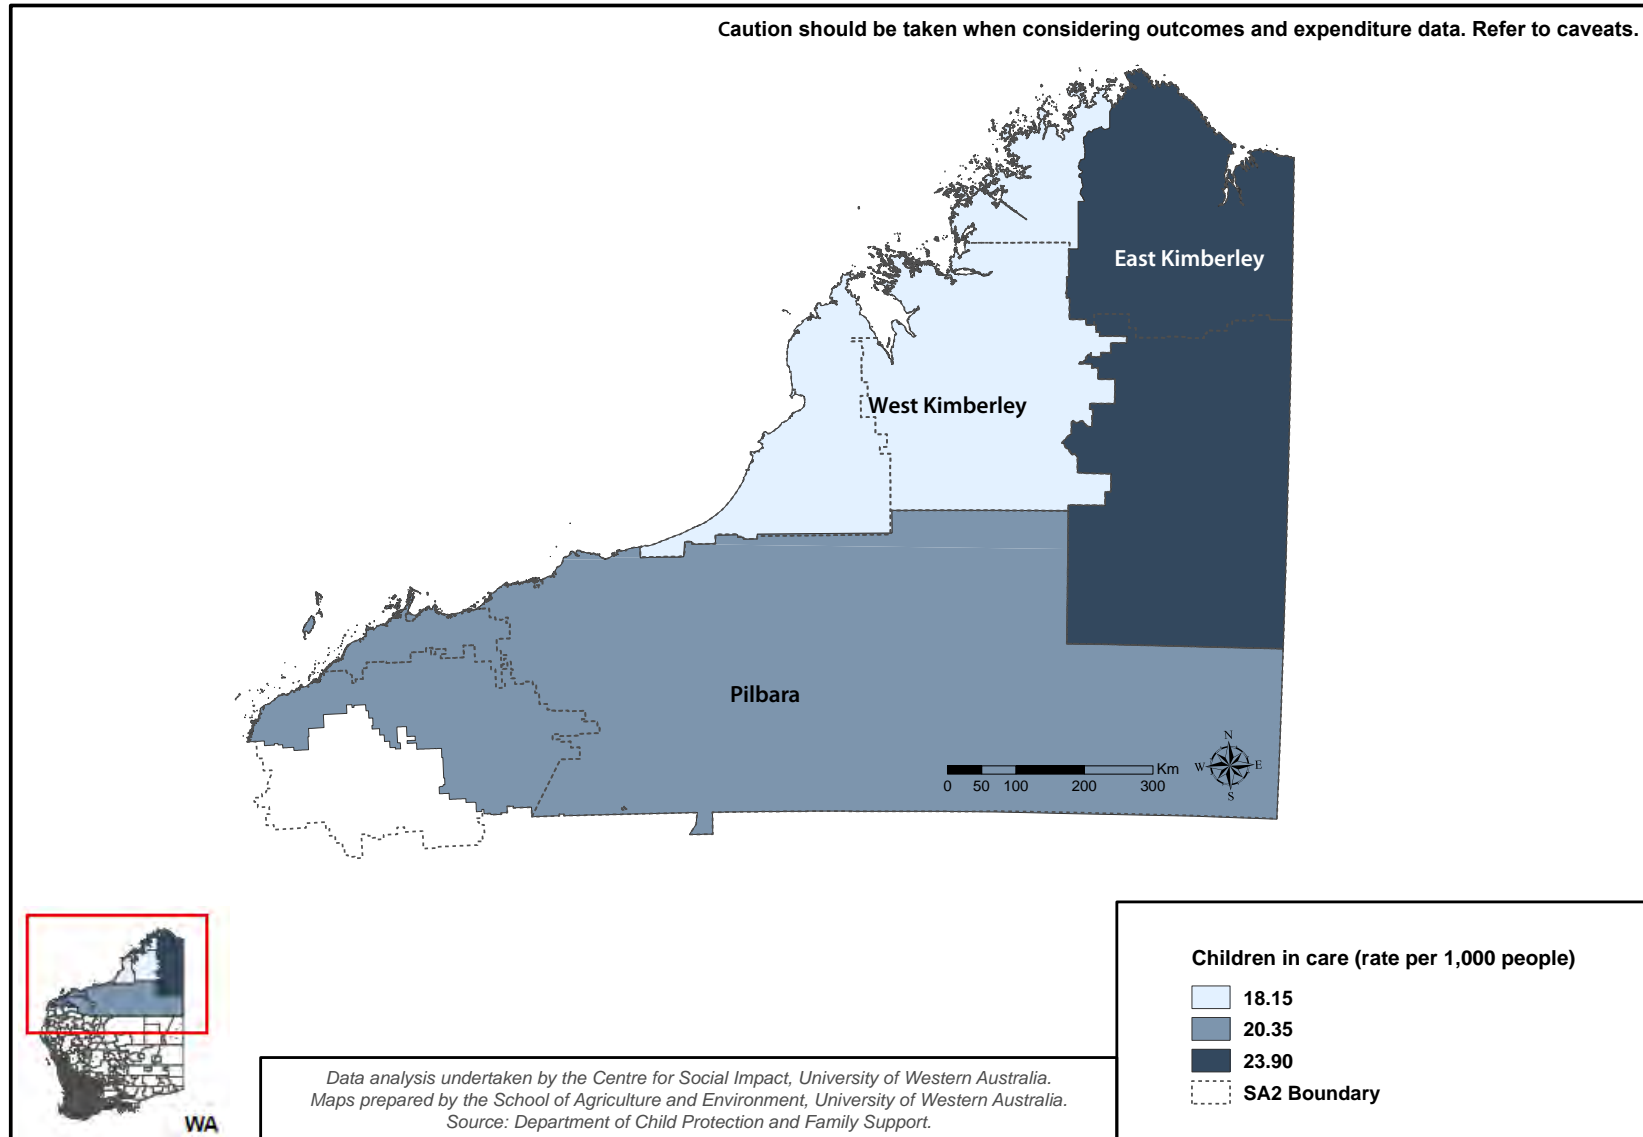 Caution should be taken when considering outcomes and expenditure data. Refer to caveats.
East Kimberley
West Kimberley
Pilbara
N
W E
S
Km
0 50 100 200 300
WA
Children in care (rate per 1,000 people)
18.15
20.35
23.90
SA2 Boundary
Data analysis undertaken by the Centre for Social Impact, University of Western Australia.
Maps prepared by the School of Agriculture and Environment, University of Western Australia.
Source: Department of Child Protection and Family Support.